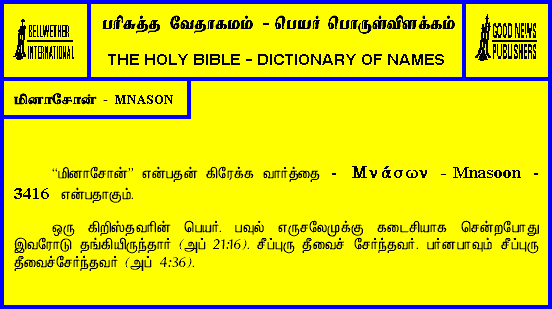 BELLWETHER
INTERNATIONAL
பரிசுத்த வேதாகமம் - பெயர் பொருள்விளக்கம்
THE HOLY BIBLE - DICTIONARY OF NAMES
GOOD NEWS
PUBLISHERS
மினாசோன் - MNASON
“மினாசோன்” என்பதன் கிரேக்க வார்த்தை - Μνάσων - Mnasoon -
3416 என்பதாகும்.
ஒரு கிறிஸ்தவரின் பெயர். பவுல் எருசலேமுக்கு கடைசியாக சென்றபோது
இவரோடு தங்கியிருந்தார் (அப் 21:16). சீப்புரு தீவைச் சேர்ந்தவர். பர்னபாவும் சீப்புரு
தீவைச்சேர்ந்தவர் (அப் 4:36).